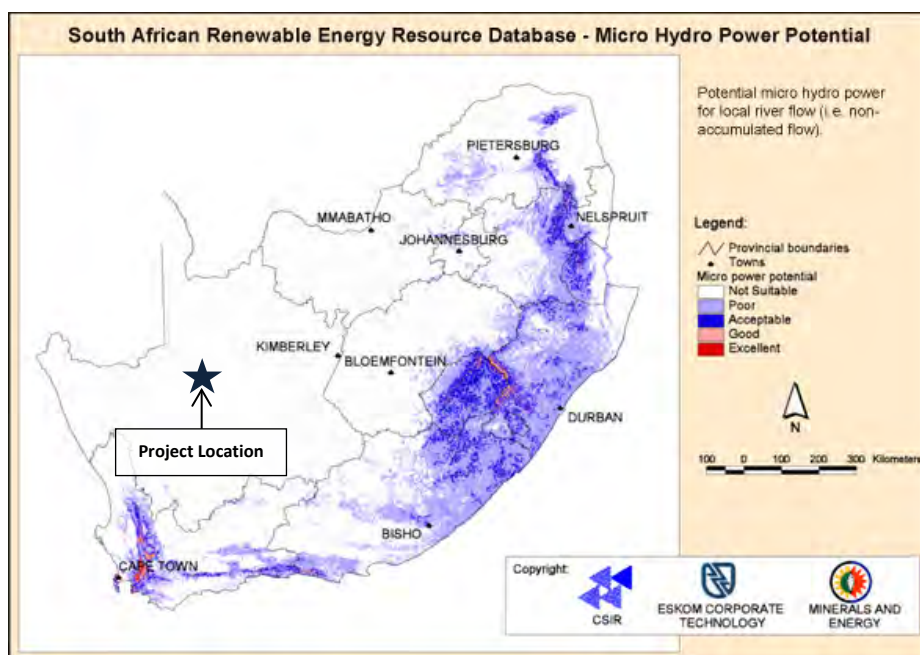 South African Renewable Energy Resource Database - Micro Hydro Power Potential
Potential micro hydro power
for local river flow (i.e. non-
accumulated flow).
PIETERSBURG
MMABATHO
NELSPRUIT
JOHANNESBURG
KIMBERLEY
BLOEMFONTEIN
DURBAN
Project Location
BISHO
CAPE TOWN
Legend:
Provincial boundaries
Towns
Micro power potential
Not Suitable
Poor
Acceptable
Good
Excellent
N
100 0 100 200 300 Kilometers
Copyright:
CSIR
ESKOM CORPORATE
TECHNOLOGY
MINERALS AND
ENERGY